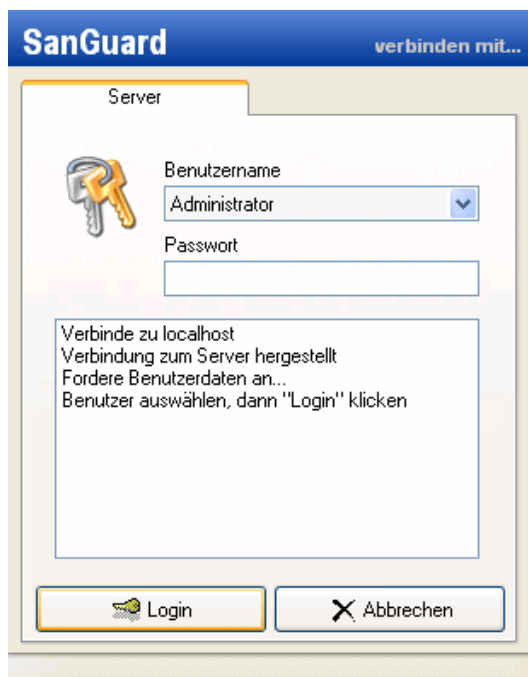 SanGuard
verbinden mit...
Server
Benutzername
Administrator
Passwort
Verbinde zu localhost
Verbindung zum Server hergestellt
Fordere Benutzerdaten an...
Benutzer auswählen, dann "Login" klicken
Login
Abbrechen